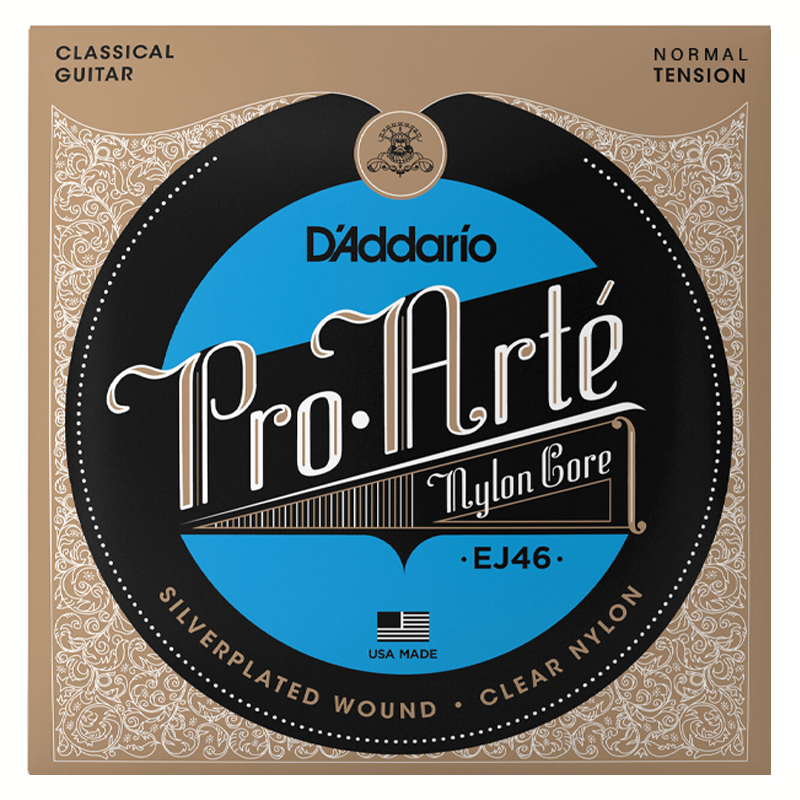 CLASSICAL
GUITAR
NORMAL
TENSION
D'Addario
Pro·Arté
Nylon Core
·EJ46·
USA MADE
SILVERPLATED WOUND • CLEAR NYLON